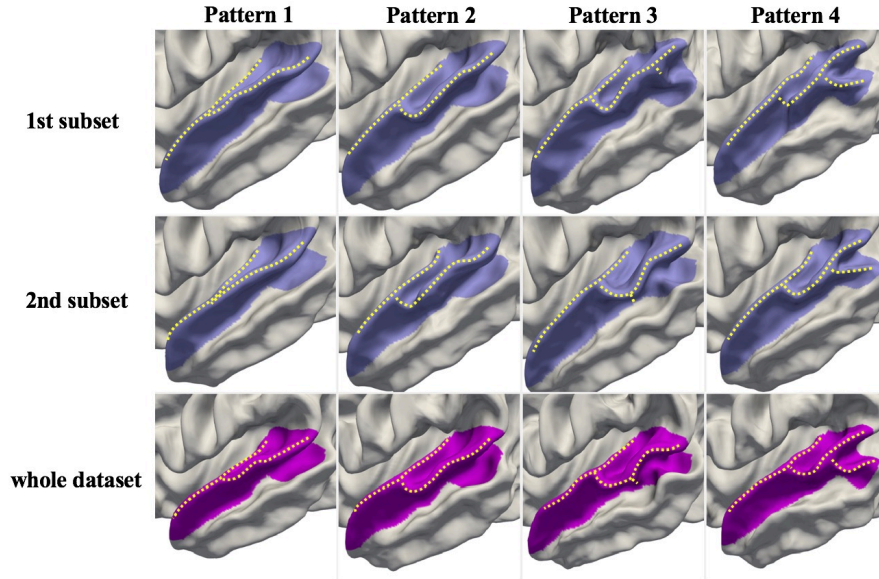 Pattern 1 Pattern 2 Pattern 3 Pattern 4
1st subset
2nd subset
whole dataset